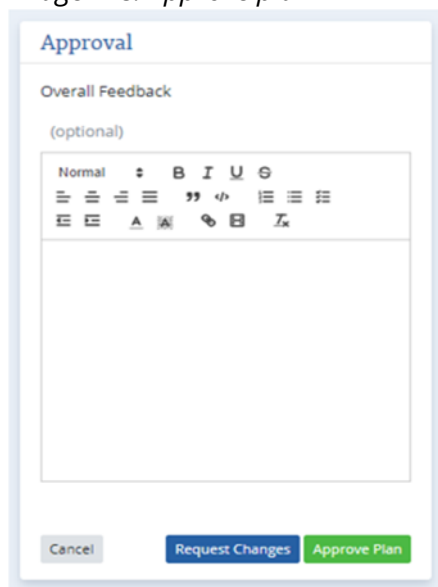 Approval
Overall Feedback
(optional)
Normal B I U S
A A
Cancel Request Changes Approve Plan